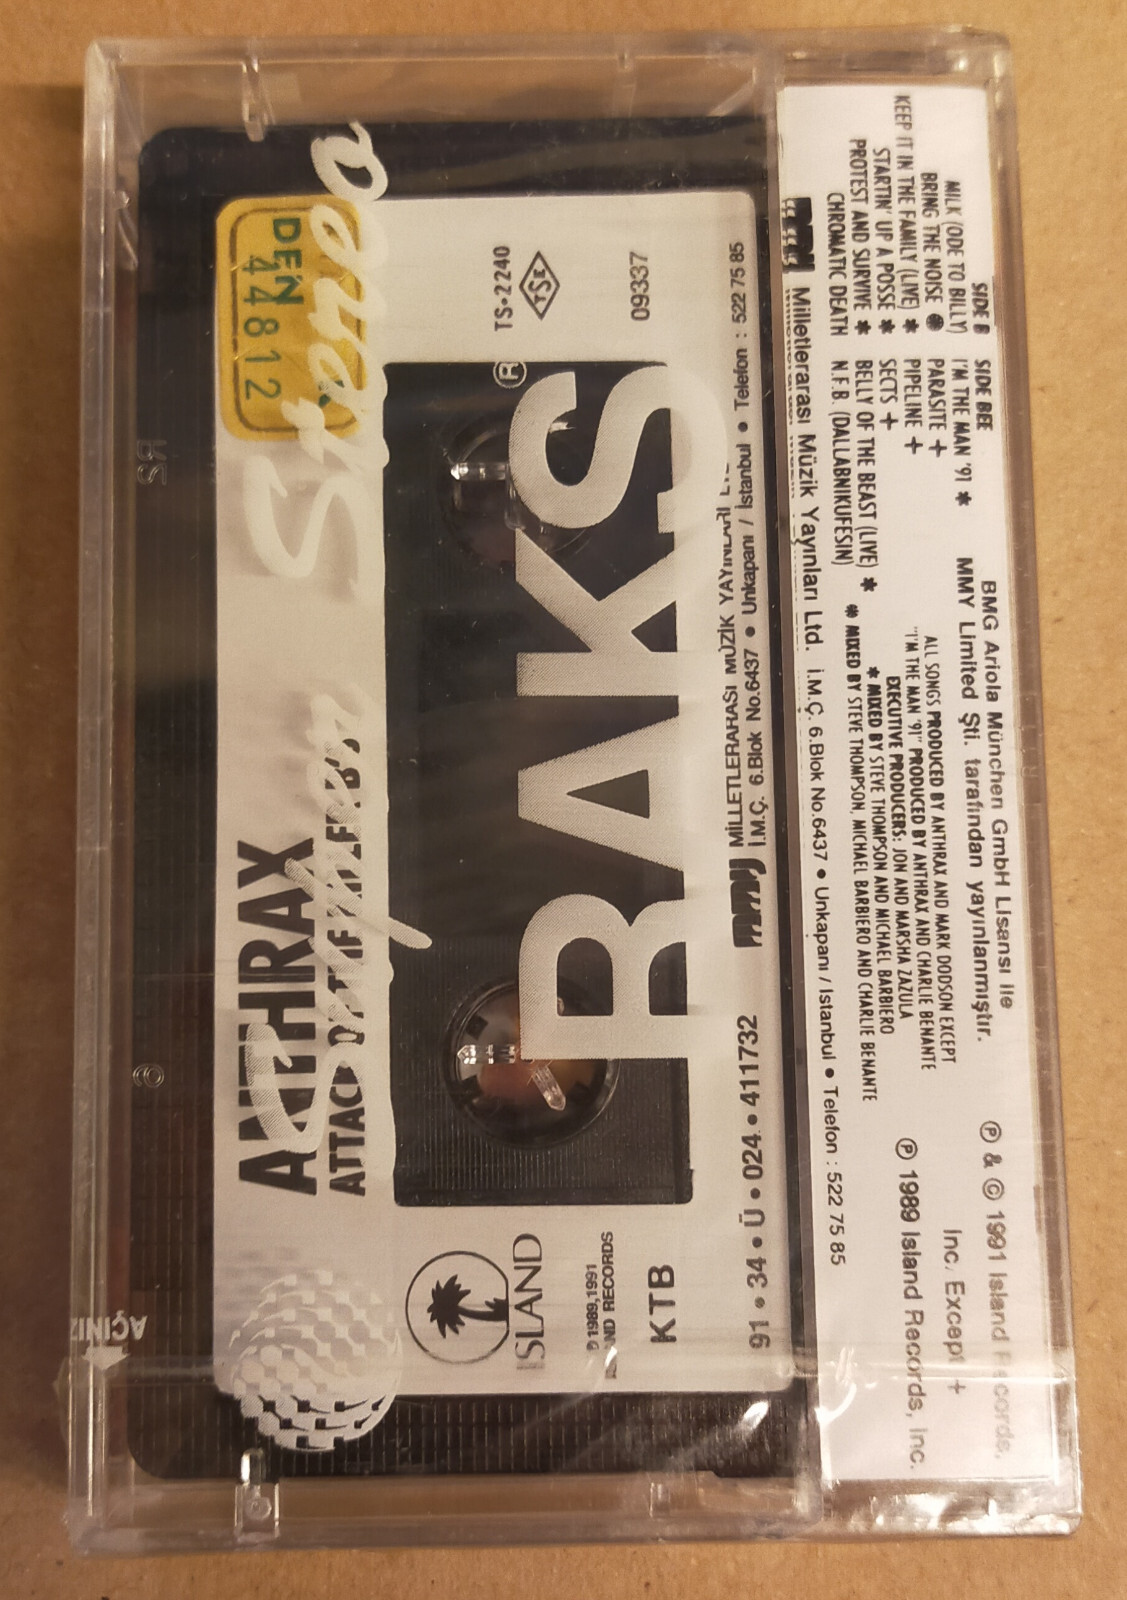 SIDE B
MILK (ODE TO BILLY)
BRING THE NOISE ✱
KEEP IT IN THE FAMILY (LIVE) ✱
STARTIN' UP A POSSE ✱
PROTEST AND SURVIVE ✱
CHROMATIC DEATH
SIDE BEE
I'M THE MAN '91 ✱
PARASITE +
PIPELINE +
SECTS +
BELLY OF THE BEAST (LIVE) ✱
N.F.B. (DALLABNIKUFESIN)
BMG Ariola München GmbH Lisansı ile
MMY Limited Şti. tarafından yayınlanmıştır.
ALL SONGS PRODUCED BY ANTHRAX AND MARK DODSON EXCEPT
"I'M THE MAN '91" PRODUCED BY ANTHRAX AND CHARLIE BENANTE
EXECUTIVE PRODUCERS: JON AND MARSHA ZAZULA
✱ MIXED BY STEVE THOMPSON AND MICHAEL BARBIERO
✱ MIXED BY STEVE THOMPSON, MICHAEL BARBIERO AND CHARLIE BENANTE
℗ & © 1991 Island Records,
Inc. Except +
℗ 1989 Island Records, Inc.
Milletlerarası Müzik Yayınları Ltd. İ.M.Ç. 6.Blok No.6437 • Unkapanı / Istanbul • Telefon : 522 75 85
DEN
44812
Super Stereo
ANTHRAX
RAKS ®
TS•2240
TSE
09337
ISLAND
℗1989,1991
ISLAND RECORDS
KTB
MİLLETLERARASI MÜZİK YAYINLARI
İ.M.Ç. 6.Blok No.6437 • Unkapanı / İstanbul • Telefon : 522 75 85
91•34•Ü•024•411732
AÇINIZ